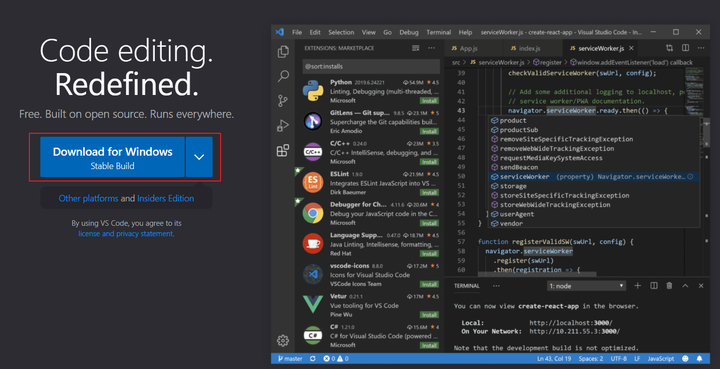 Code editing.
Redefined.
Free. Built on open source. Runs everywhere.
Download for Windows
Stable Build
Other platforms and Insiders Edition
By using VS Code, you agree to its
license and privacy statement.
File Edit Selection View Go Debug Terminal Help serviceWorker.js - create-react-app - Visual Studio Code - In...
EXTENSIONS: MARKETPLACE
@sort:installs
Python 2019.6.24221 54.9M 4.5
Linting, Debugging (multi-threaded, ...
Microsoft Install
GitLens — Git sup... 9.8.5 23.1M 5
Supercharge the Git capabilities buil...
Eric Amodio Install
C/C++ 0.24.0 23M 3.5
C/C++ IntelliSense, debugging, and ...
Microsoft Install
ESLint 1.9.0 21.9M 4.5
Integrates ESLint JavaScript into VS ...
Dirk Baeumer Install
Debugger for Ch... 4.11.6 20.6M 4
Debug your JavaScript code in the C...
Microsoft Install
Language Supp... 0.47.0 18.7M 4.5
Java Linting, Intellisense, formatting, ...
Red Hat Install
vscode-icons 8.8.0 17.2M 5
Icons for Visual Studio Code
VSCode Icons Team Install
Vetur 0.21.1 17M 4.5
Vue tooling for VS Code
Pine Wu Install
C# 1.21.0 15.6M 4
C# for Visual Studio Code (powered ...
Microsoft Install
App.js index.js serviceWorker.js
src serviceWorker.js register window.addEventListener('load') callback
39 checkValidServiceWorker(swUrl, config);
40
41 // Add some additional logging to localhost, p
42 // service worker/PWA documentation.
43 navigator.serviceWorker.ready.then(() => {
44 product
45 productSub
46 removeSiteSpecificTrackingException
47 removeWebWideTrackingException
48 requestMediaKeySystemAccess
49 sendBeacon
50 serviceWorker (property) Navigator.serviceWorke...
51 storage
52 storeSiteSpecificTrackingException
53 storeWebWideTrackingException
54 } userAgent
55 } vendor
56
57 function registerValidSW(swUrl, config) {
58 navigator.serviceWorker
59 .register(swUrl)
60 .then(registration => {
TERMINAL ... 1: node
You can now view create-react-app in the browser.
Local: http://localhost:3000/
On Your Network: http://10.211.55.3:3000/
Note that the development build is not optimized.
master 0 0 Ln 43, Col 19 Spaces: 2 UTF-8 LF JavaScript